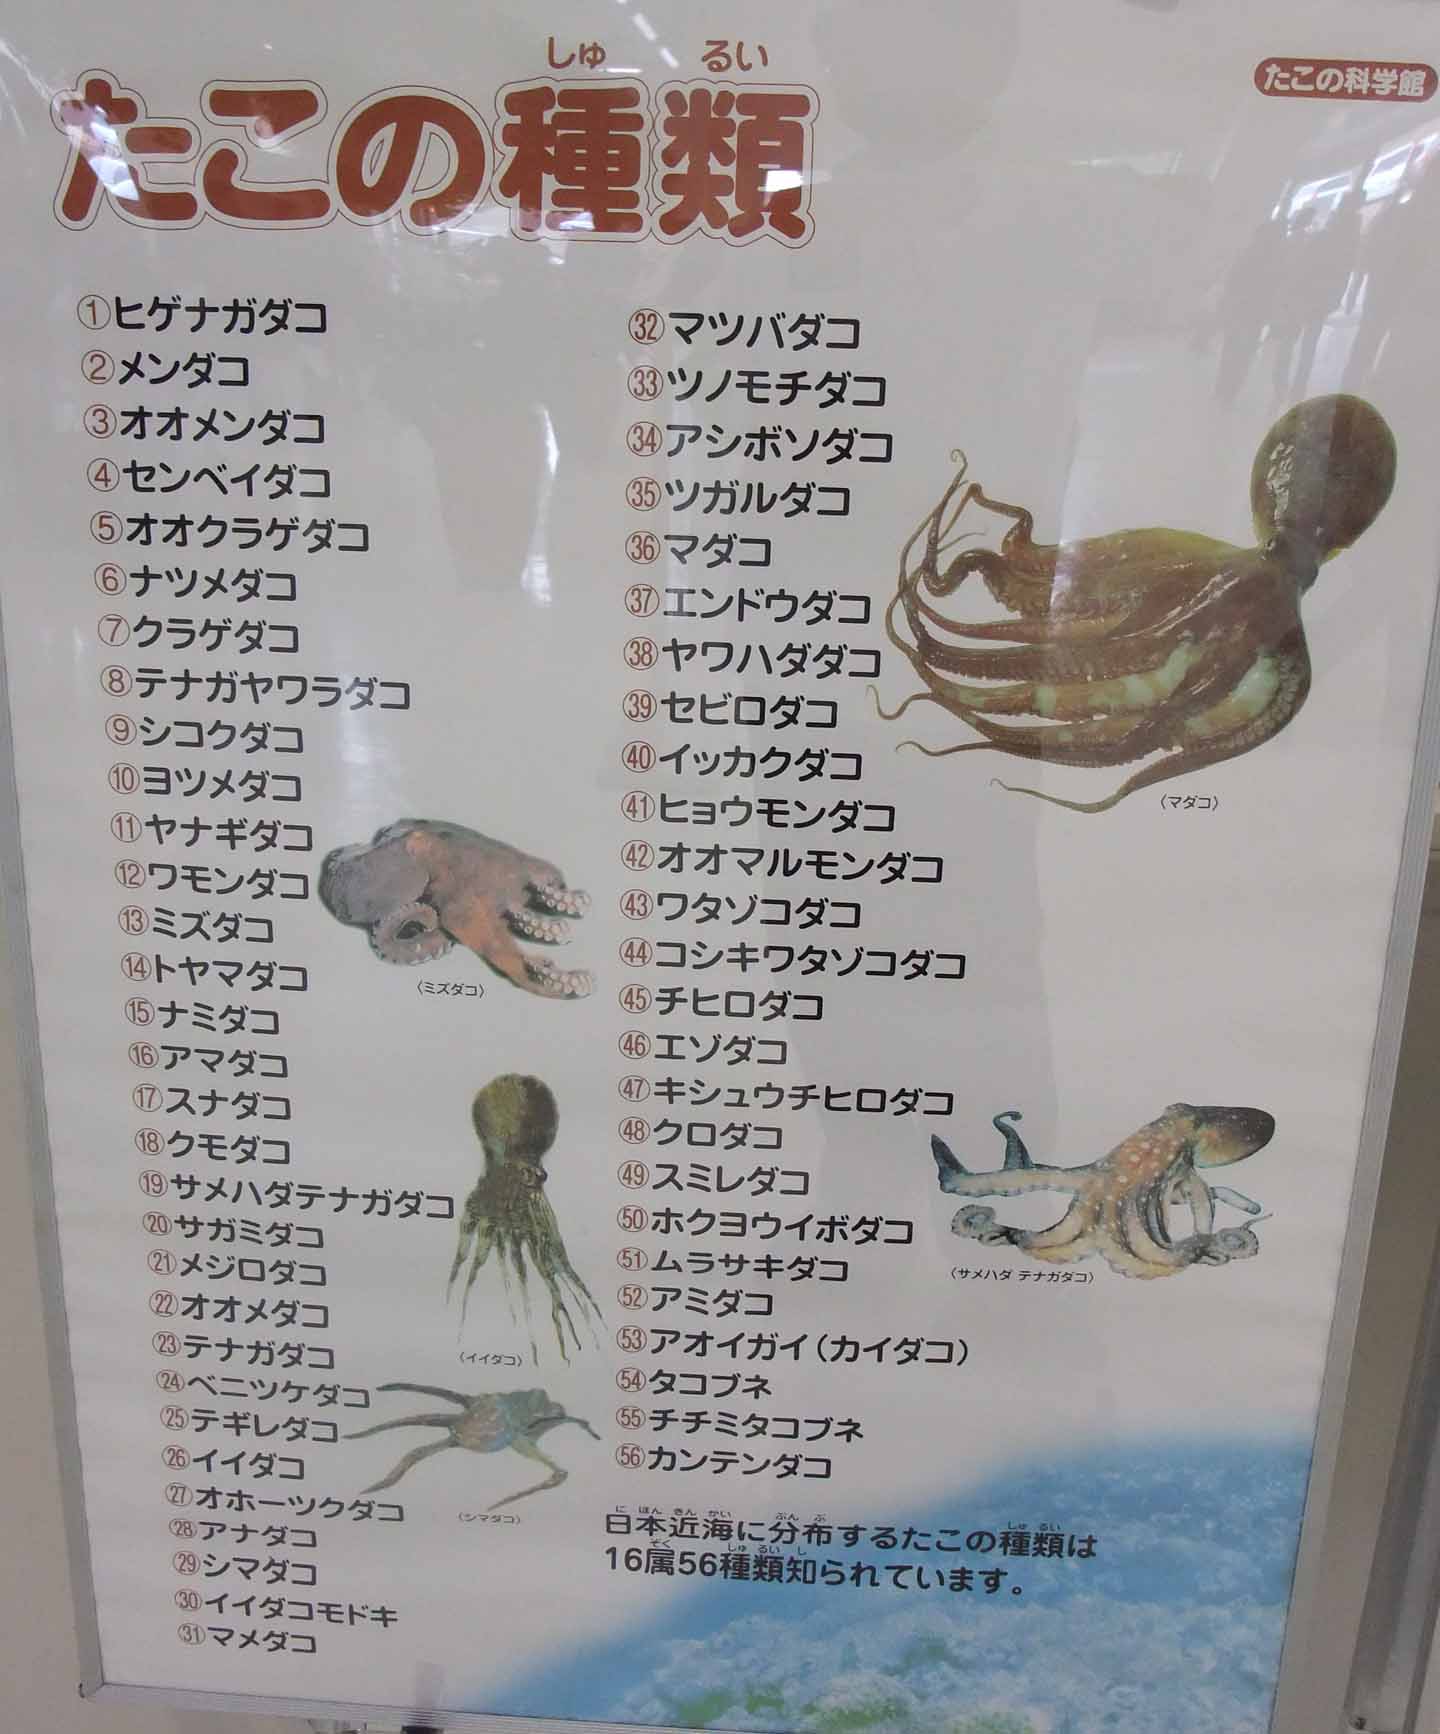 しゅ るい
たこの種類
たこの科学館
①ヒゲナガダコ
②メンダコ
③オオメンダコ
④センベイダコ
⑤オオクラゲダコ
⑥ナツメダコ
⑦クラゲダコ
⑧テナガヤワラダコ
⑨シコクダコ
⑩ヨツメダコ
⑪ヤナギダコ
⑫ワモンダコ
⑬ミズダコ
⑭トヤマダコ
⑮ナミダコ
⑯アマダコ
⑰スナダコ
⑱クモダコ
⑲サメハダテナガダコ
⑳サガミダコ
㉑メジロダコ
㉒オオメダコ
㉓テナガダコ
㉔ベニツケダコ
㉕テギレダコ
㉖イイダコ
㉗オホーツクダコ
㉘アナダコ
㉙シマダコ
㉚イイダコモドキ
㉛マメダコ
〈ミズダコ〉
〈イイダコ〉
〈シマダコ〉
㉜マツバダコ
㉝ツノモチダコ
㉞アシボソダコ
㉟ツガルダコ
㊱マダコ
㊲エンドウダコ
㊳ヤワハダダコ
㊴セビロダコ
㊵イッカクダコ
㊶ヒョウモンダコ
㊷オオマルモンダコ
㊸ワタゾコダコ
㊹コシキワタゾコダコ
㊺チヒロダコ
㊻エゾダコ
㊼キシュウチヒロダコ
㊽クロダコ
㊾スミレダコ
㊿ホクヨウイボダコ
51ムラサキダコ
52アミダコ
53アオイガイ(カイダコ)
54タコブネ
55チヂミタコブネ
56カンテンダコ
〈マダコ〉
〈サメハダ テナガダコ〉
に ほん きん かい ぶん ぷ しゅ るい
日本近海に分布するたこの種類は
ぞく しゅ るい し
16属56種類知られています。